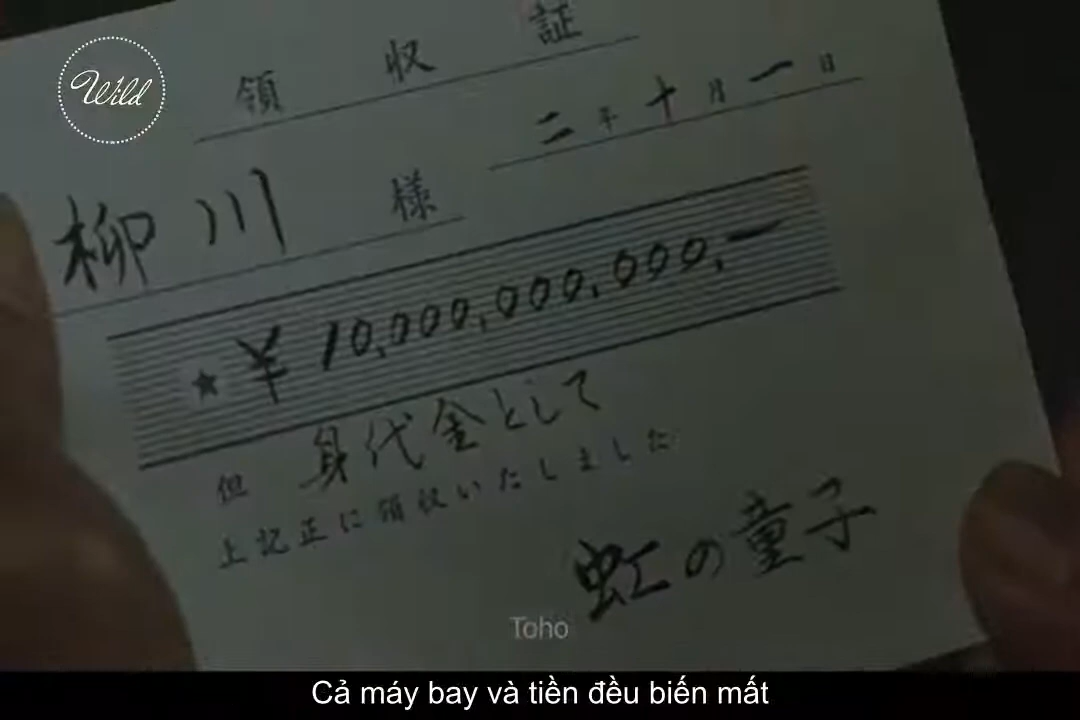 Wild
領収証
二年十月一日
柳川様
★¥10,000,000,000,—
但 身代金として
上記正に領収いたしました
虹の童子
Toho
Cả máy bay và tiền đều biến mất